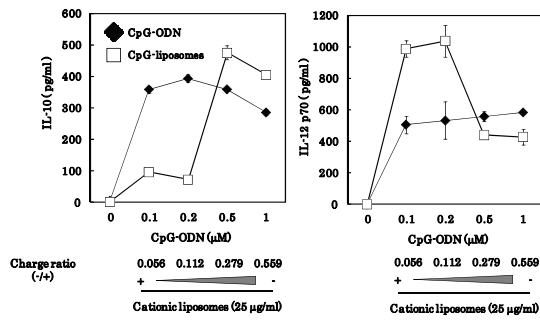 600
500
400
300
200
100
0
IL-10 (pg/ml)
CpG-ODN
CpG-liposomes
0 0.1 0.2 0.5 1
CpG-ODN (μM)
1200
1000
800
600
400
200
0
IL-12 p70 (pg/ml)
0 0.1 0.2 0.5 1
CpG-ODN (μM)
Charge ratio
(-/+)
0.056 0.112 0.279 0.559
+ -
Cationic liposomes (25 μg/ml)
0.056 0.112 0.279 0.559
+ -
Cationic liposomes (25 μg/ml)